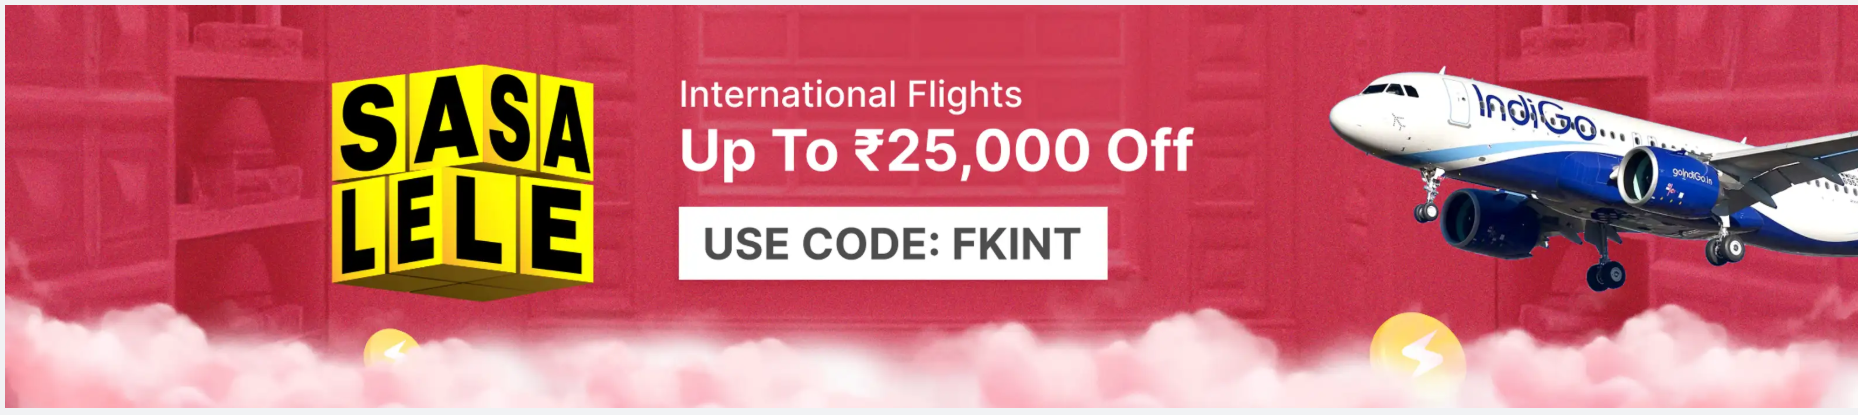 SASA
LELE
International Flights
Up To ₹25,000 Off
USE CODE: FKINT
IndiGo
goIndiGo.in